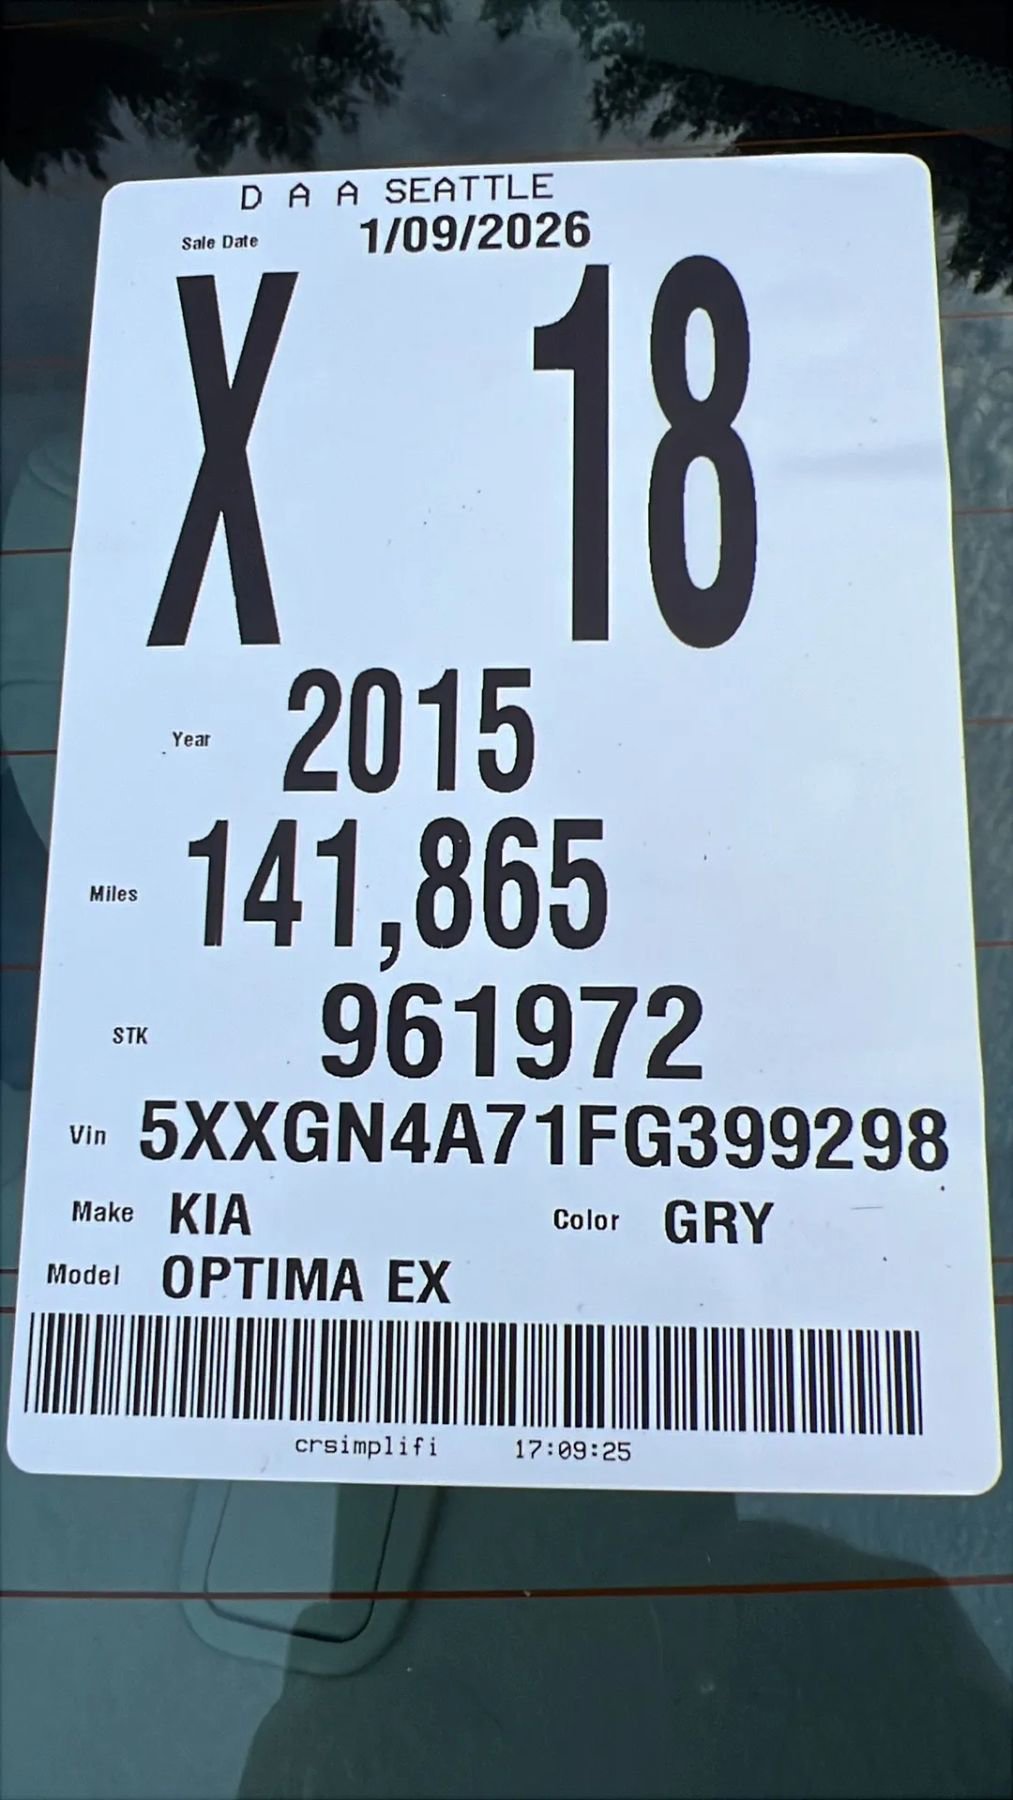 D A A SEATTLE
Sale Date 1/09/2026
X 18
Year 2015
Miles 141,865
STK 961972
Vin 5XXGN4A71FG399298
Make KIA Color GRY
Model OPTIMA EX
crsimplifi 17:09:25